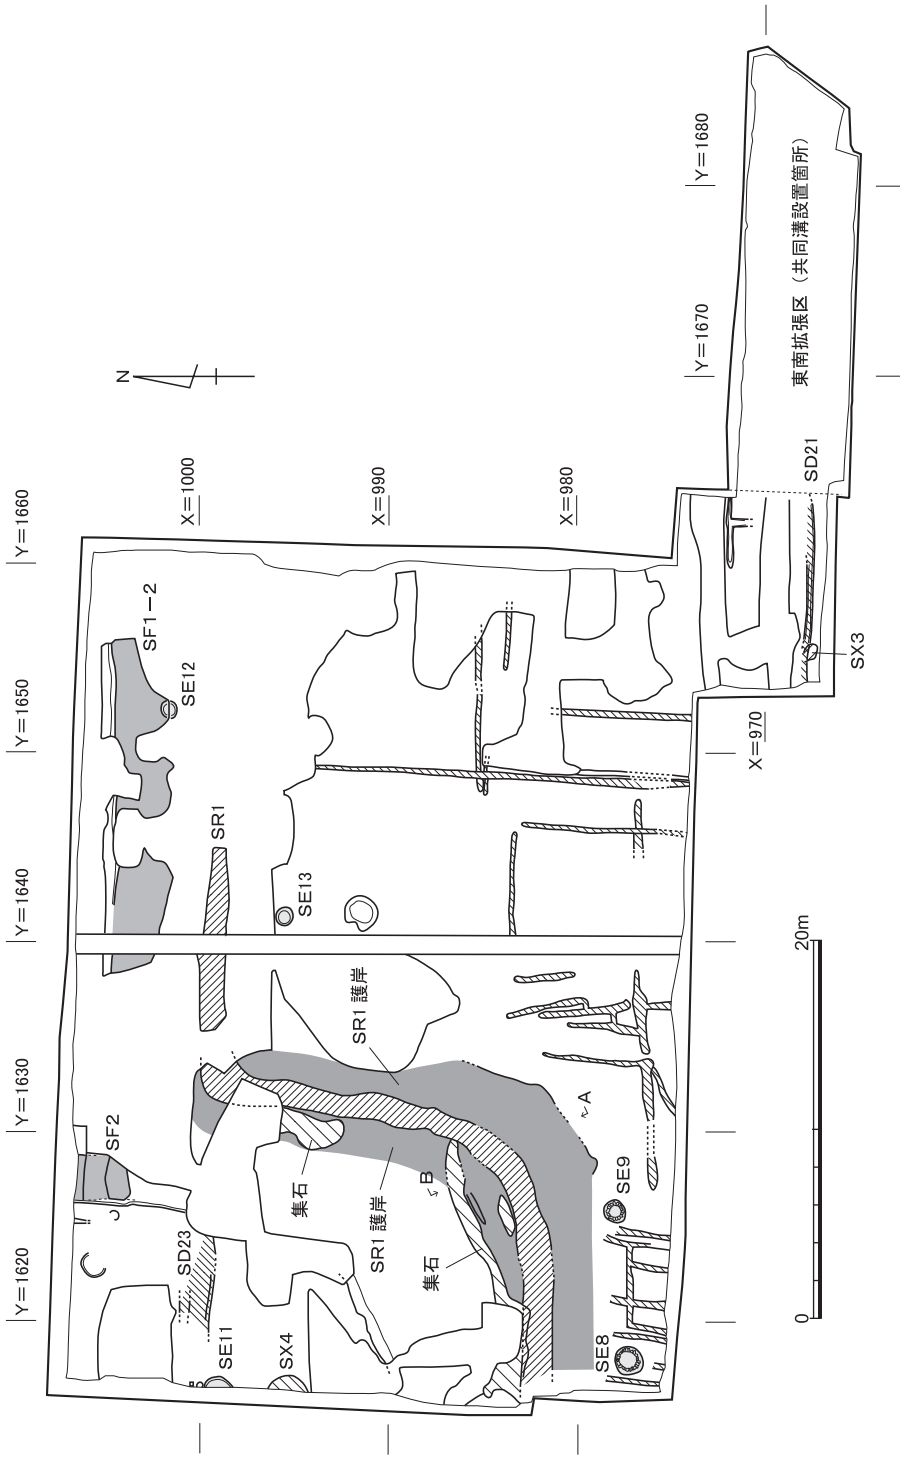 Y=1620
Y=1630
Y=1640
Y=1650
Y=1660
Y=1670
Y=1680
N
X=1000
X=990
X=980
X=970
SF2
SF1-2
SE12
SR1
SE13
SR1 護岸
SD23
集石
SR1 護岸
B
A
集石
SE11
SX4
SE9
SE8
東南拡張区（共同溝設置箇所）
SD21
SX3
0
20m